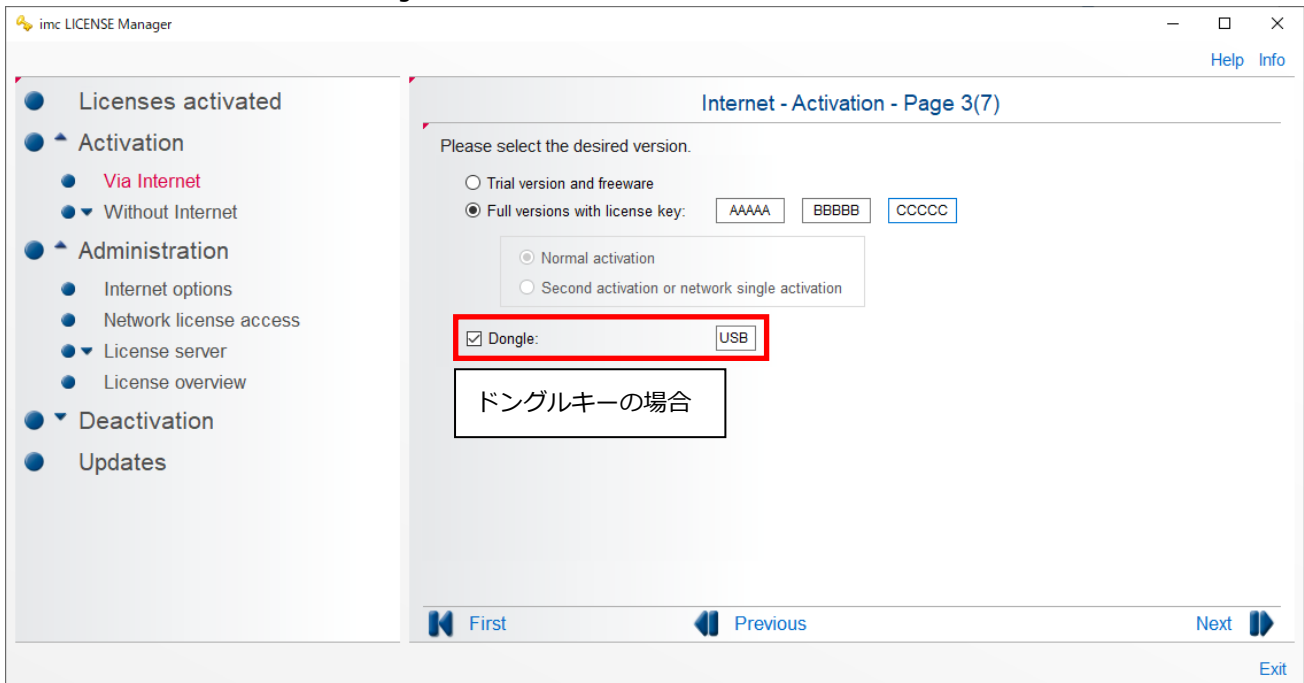 imc LICENSE Manager
Help Info
Licenses activated
Activation
Via Internet
Without Internet
Administration
Internet options
Network license access
License server
License overview
Deactivation
Updates
Internet - Activation - Page 3(7)
Please select the desired version.
Trial version and freeware
Full versions with license key: AAAAA BBBBB CCCCC
Normal activation
Second activation or network single activation
Dongle: USB
ドングルキーの場合
First Previous Next
Exit